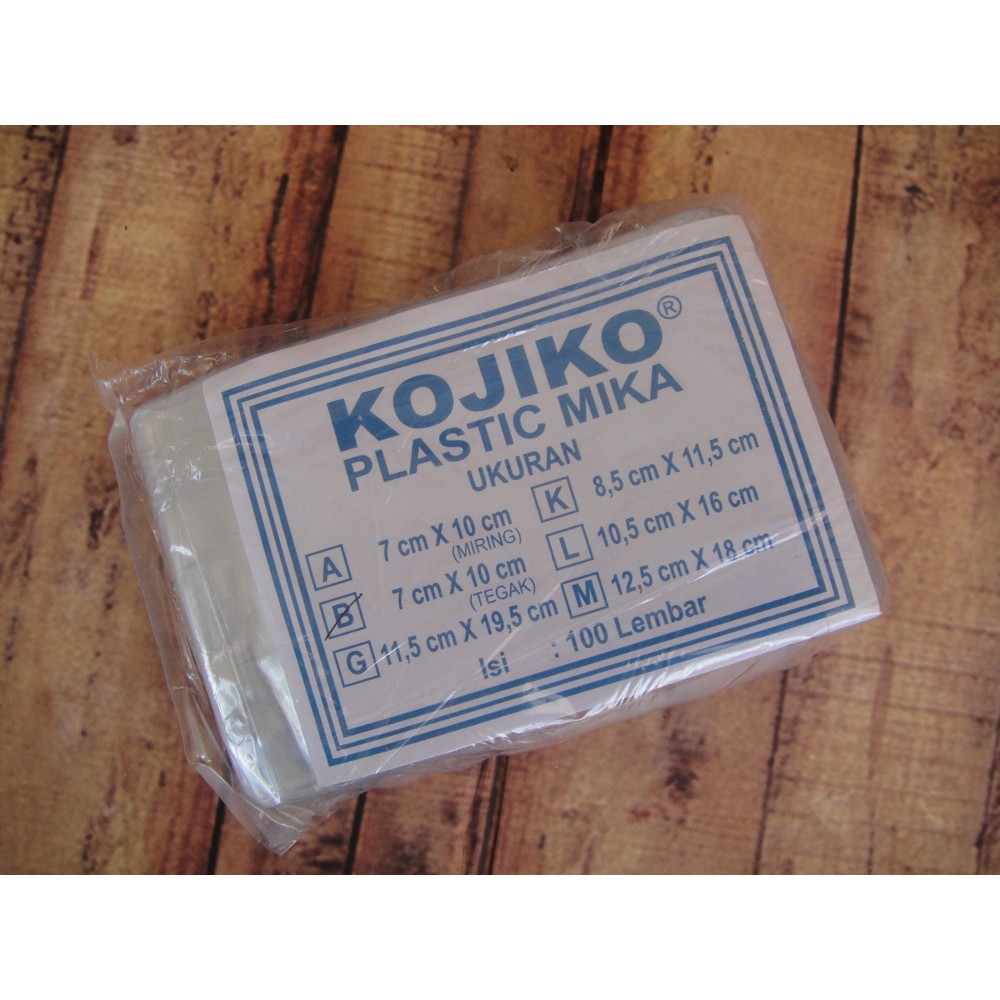 KOJIKO®
PLASTIC MIKA
UKURAN
A 7 cm X 10 cm (MIRING)
B 7 cm X 10 cm (TEGAK)
G 11,5 cm X 19,5 cm
K 8,5 cm X 11,5 cm
L 10,5 cm X 16 cm
M 12,5 cm X 18 cm
Isi : 100 Lembar